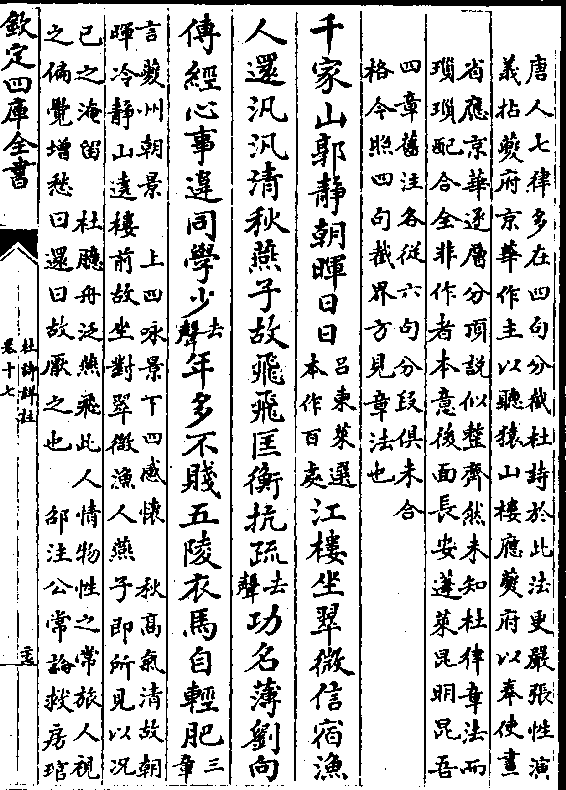 唐人七律多在四句分截杜詩於此法更嚴張性演
義拈夔府京華作主以聽猿山樓應夔府以奉使畫
省應京華逐層分頂說似整齊然未知杜律章法而
瑣瑣配合全非作者本意後面長安蓬萊昆明昆吾
四章舊注各從六句分段俱未合
格今照四句截界方見章法也
千家山郭靜朝暉日日呂東萊選本作百處江樓坐翠微信宿漁
人還汎汎清秋燕子故飛飛匡衡抗疏去聲功名薄劉向
傳經心事違同學少去聲年多不賤五陵衣馬自輕肥三章
言夔州朝景 上四咏景下四感懷 秋高氣清故朝
暉冷靜山遠樓前故坐對翠微漁人燕子即所見以況
已之淹留 杜臆舟泛燕飛此人情物性之常旅人視
之偏覺增愁曰還曰故厭之也 邵注公常論救房琯
欽定四庫全書
杜詩詳註
卷十七